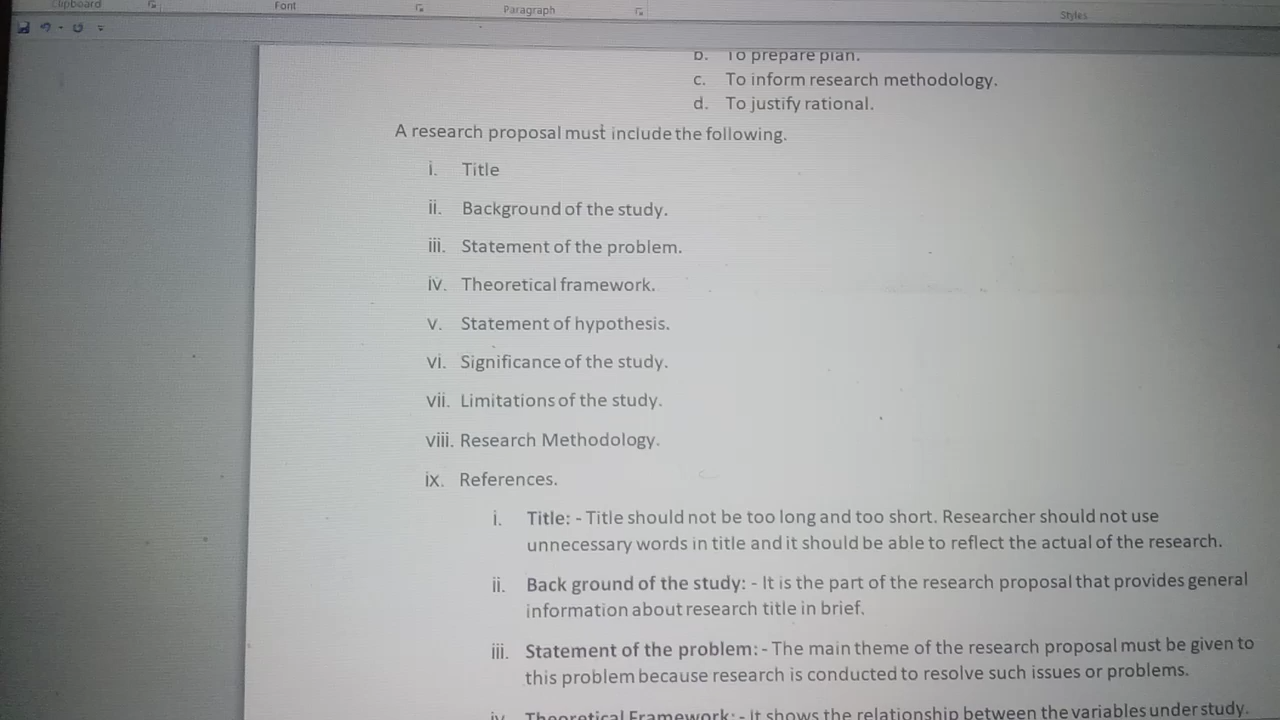 Clipboard
Font
Paragraph
Styles
b. To prepare plan.
c. To inform research methodology.
d. To justify rational.
A research proposal must include the following.
i. Title
ii. Background of the study.
iii. Statement of the problem.
iv. Theoretical framework.
v. Statement of hypothesis.
vi. Significance of the study.
vii. Limitations of the study.
viii. Research Methodology.
ix. References.
i. Title: - Title should not be too long and too short. Researcher should not use
unnecessary words in title and it should be able to reflect the actual of the research.
ii. Back ground of the study: - It is the part of the research proposal that provides general
information about research title in brief.
iii. Statement of the problem: - The main theme of the research proposal must be given to
this problem because research is conducted to resolve such issues or problems.
iv. Theoretical Framework: - It shows the relationship between the variables under study.